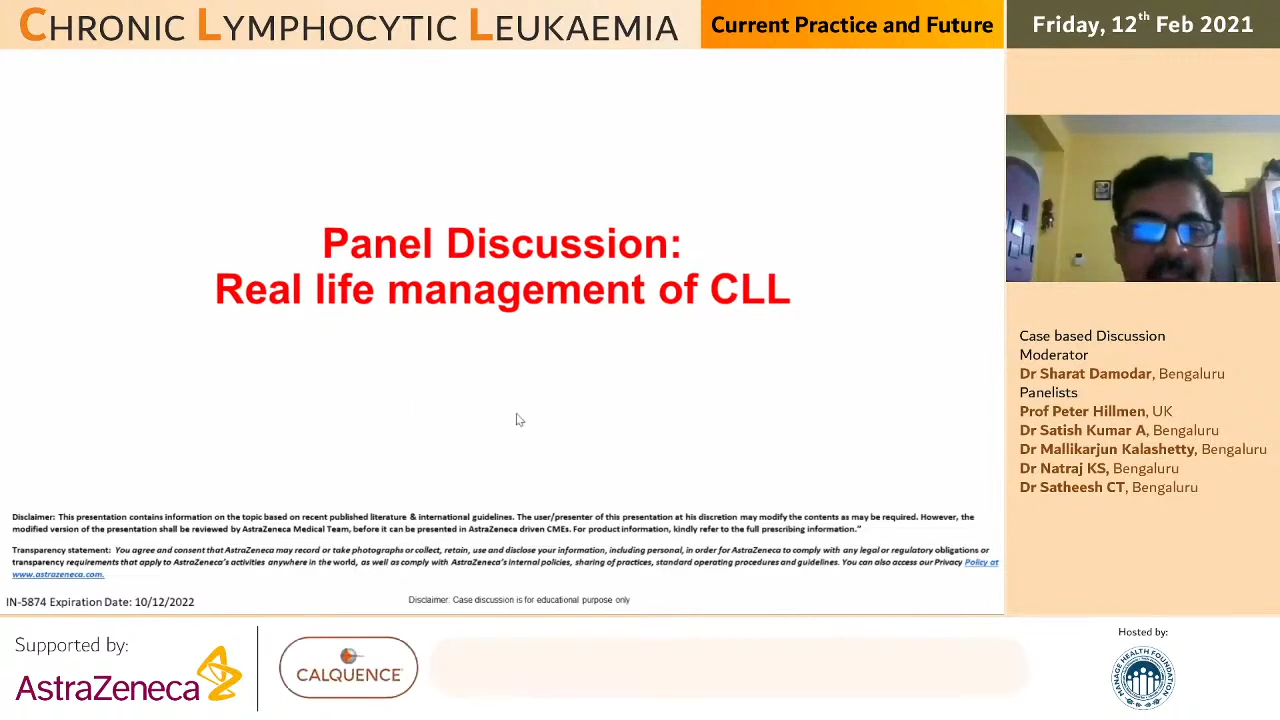 CHRONIC LYMPHOCYTIC LEUKAEMIA
Current Practice and Future
Friday, 12th Feb 2021
Panel Discussion:
Real life management of CLL
Case based Discussion
Moderator
Dr Sharat Damodar, Bengaluru
Panelists
Prof Peter Hillmen, UK
Dr Satish Kumar A, Bengaluru
Dr Mallikarjun Kalashetty, Bengaluru
Dr Natraj KS, Bengaluru
Dr Satheesh CT, Bengaluru
Disclaimer: This presentation contains information on the topic based on recent published literature & international guidelines. The user/presenter of this presentation at his discretion may modify the contents as may be required. However, the
modified version of the presentation shall be reviewed by AstraZeneca Medical Team, before it can be presented in AstraZeneca driven CMEs. For product information, kindly refer to the full prescribing information."
Transparency statement: You agree and consent that AstraZeneca may record or take photographs or collect, retain, use and disclose your information, including personal, in order for AstraZeneca to comply with any legal or regulatory obligations or
transparency requirements that apply to AstraZeneca's activities anywhere in the world, as well as comply with AstraZeneca's internal policies, sharing of practices, standard operating procedures and guidelines. You can also access our Privacy Policy at
www.astrazeneca.com.
IN-5874 Expiration Date: 10/12/2022
Disclaimer: Case discussion is for educational purpose only
Supported by:
AstraZeneca
CALQUENCE
Hosted by:
MANAGE HEALTH FOUNDATION